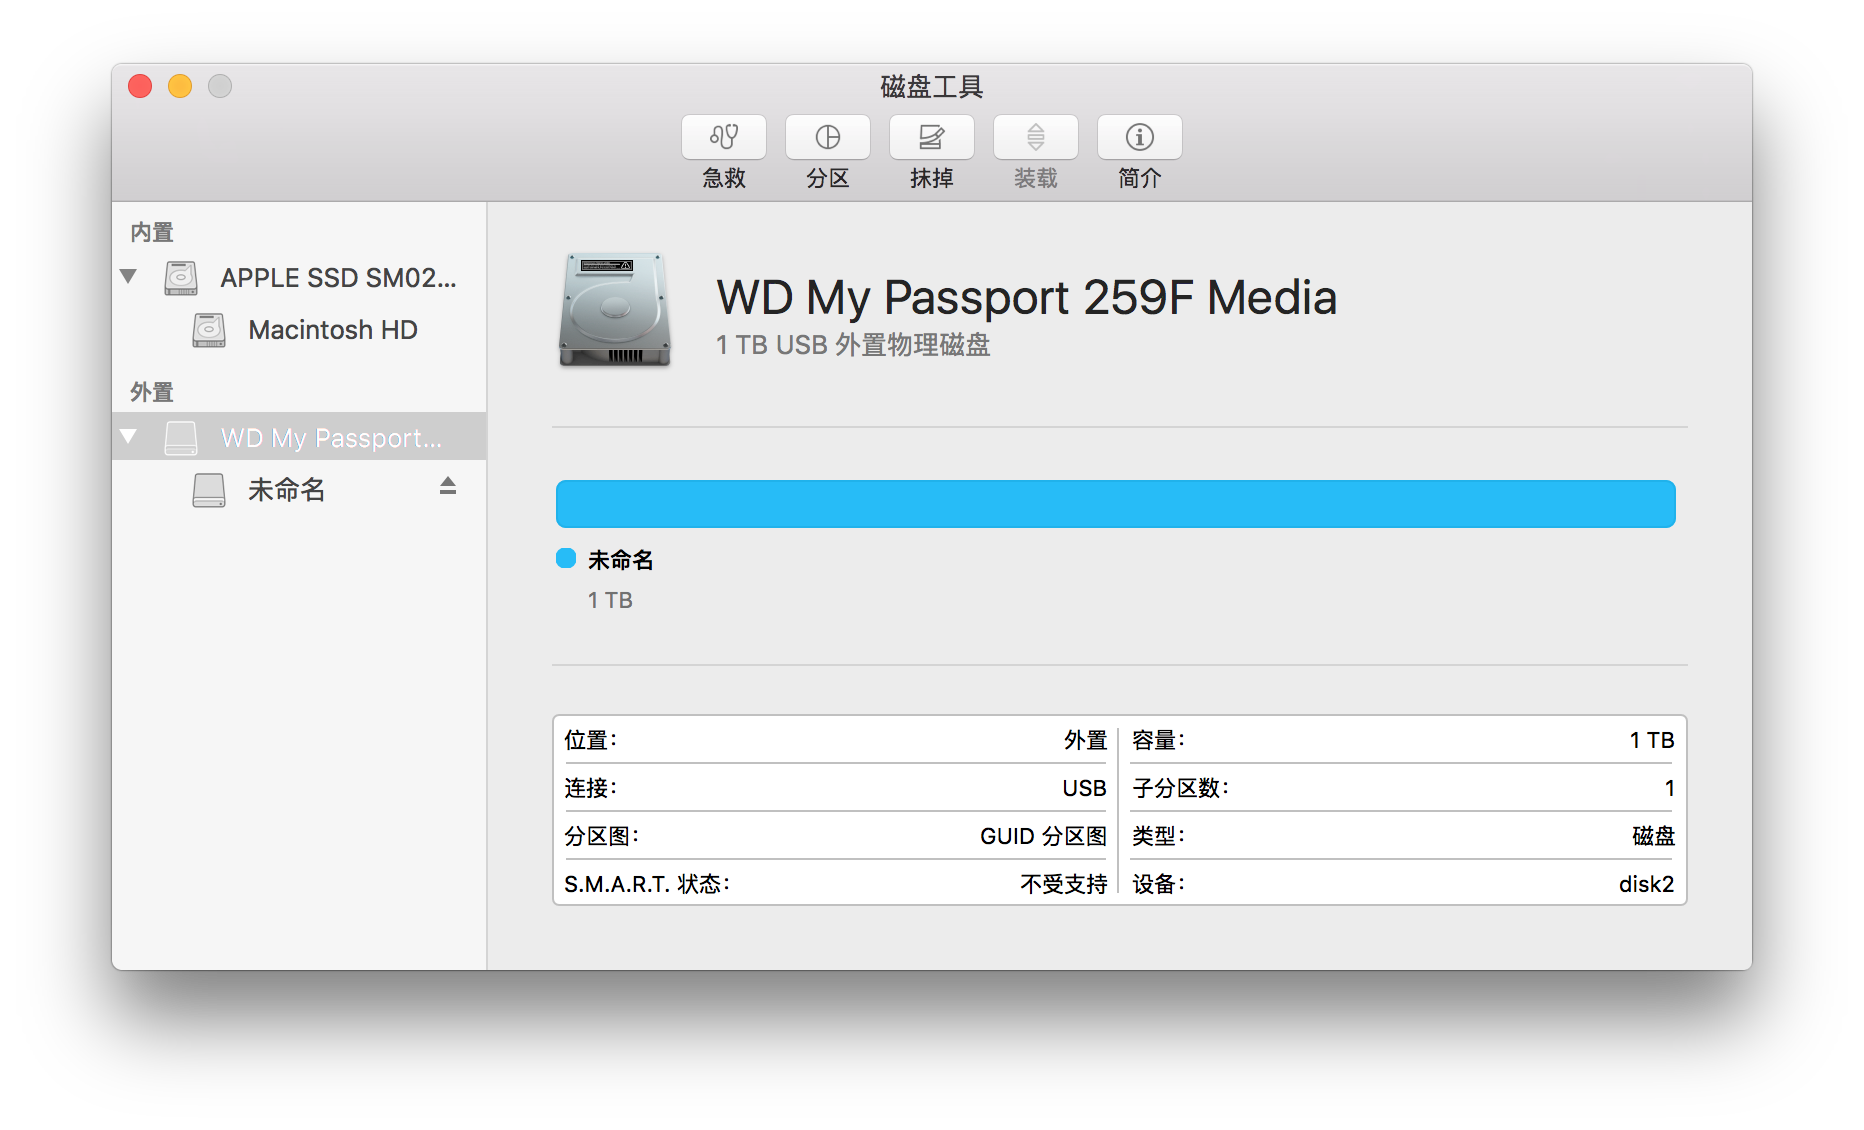 磁盘工具
急救
分区
抹掉
装载
简介
内置
APPLE SSD SM02...
Macintosh HD
外置
WD My Passport...
未命名
WD My Passport 259F Media
1 TB USB 外置物理磁盘
未命名
1 TB
位置： 外置
容量： 1 TB
连接： USB
子分区数： 1
分区图： GUID 分区图
类型： 磁盘
S.M.A.R.T. 状态： 不受支持
设备： disk2